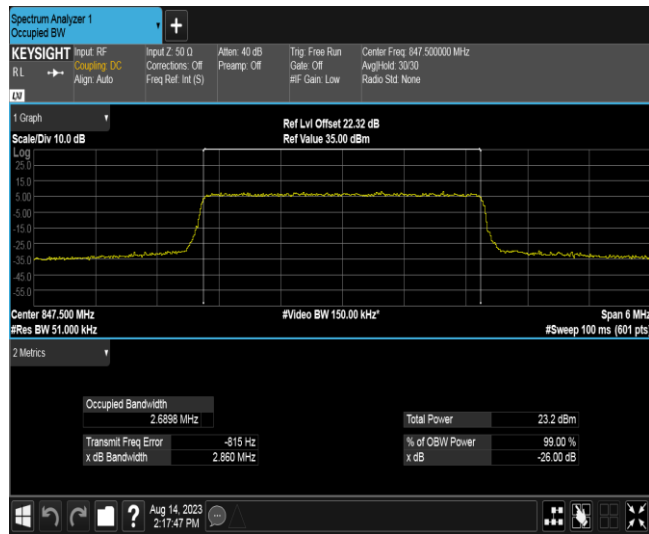 Spectrum Analyzer 1
Occupied BW
+
KEYSIGHT Input: RF Input Z: 50 Ω Atten: 40 dB Trig: Free Run Center Freq: 847.500000 MHz
RL Coupling: DC Corrections: Off Preamp: Off Gate: Off Avg|Hold: 30/30
Align: Auto Freq Ref: Int (S) #IF Gain: Low Radio Std: None
LXI
1 Graph Ref Lvl Offset 22.32 dB
Scale/Div 10.0 dB Ref Value 35.00 dBm
Log
25.0
15.0
5.00
-5.00
-15.0
-25.0
-35.0
-45.0
-55.0
Center 847.500 MHz #Video BW 150.00 kHz* Span 6 MHz
#Res BW 51.000 kHz #Sweep 100 ms (601 pts)
2 Metrics
Occupied Bandwidth
2.6898 MHz Total Power 23.2 dBm
Transmit Freq Error -815 Hz % of OBW Power 99.00 %
x dB Bandwidth 2.860 MHz x dB -26.00 dB
? Aug 14, 2023
2:17:47 PM